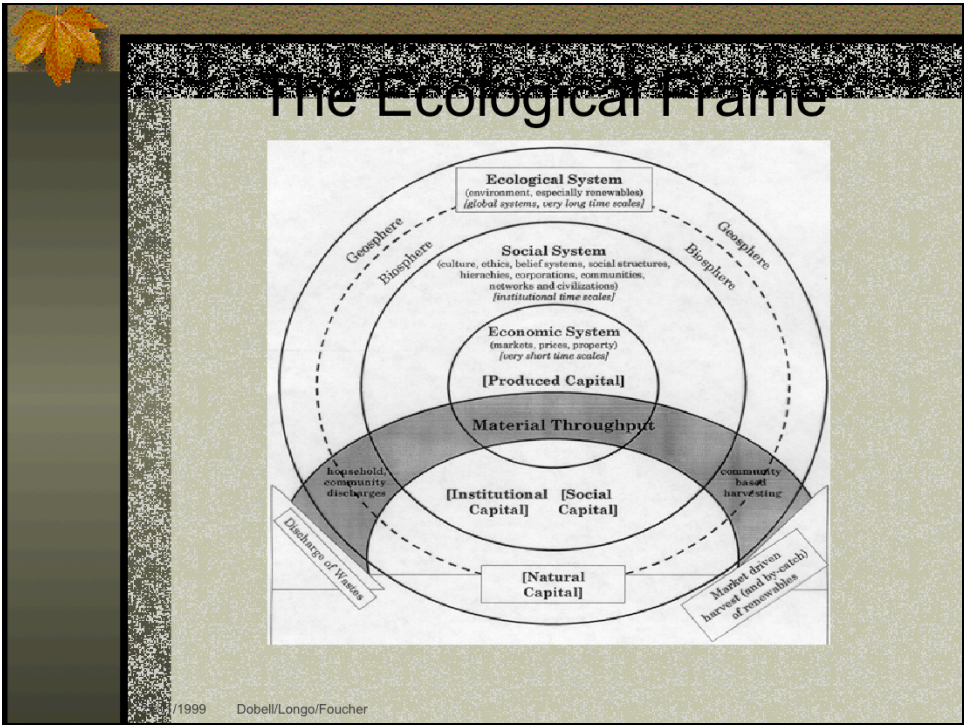 The Ecological Frame
Ecological System
(environment, especially renewables)
[global systems, very long time scales]
Geosphere
Geosphere
Biosphere
Biosphere
Social System
(culture, ethics, belief systems, social structures,
hierachies, corporations, communities,
networks and civilizations)
[institutional time scales]
Economic System
(markets, prices, property)
[very short time scales]
[Produced Capital]
Material Throughput
household,
community
discharges
community
based
harvesting
[Institutional
Capital]
[Social
Capital]
Discharge of Wastes
[Natural
Capital]
Market driven
harvest (and by-catch)
of renewables
/1999
Dobell/Longo/Foucher